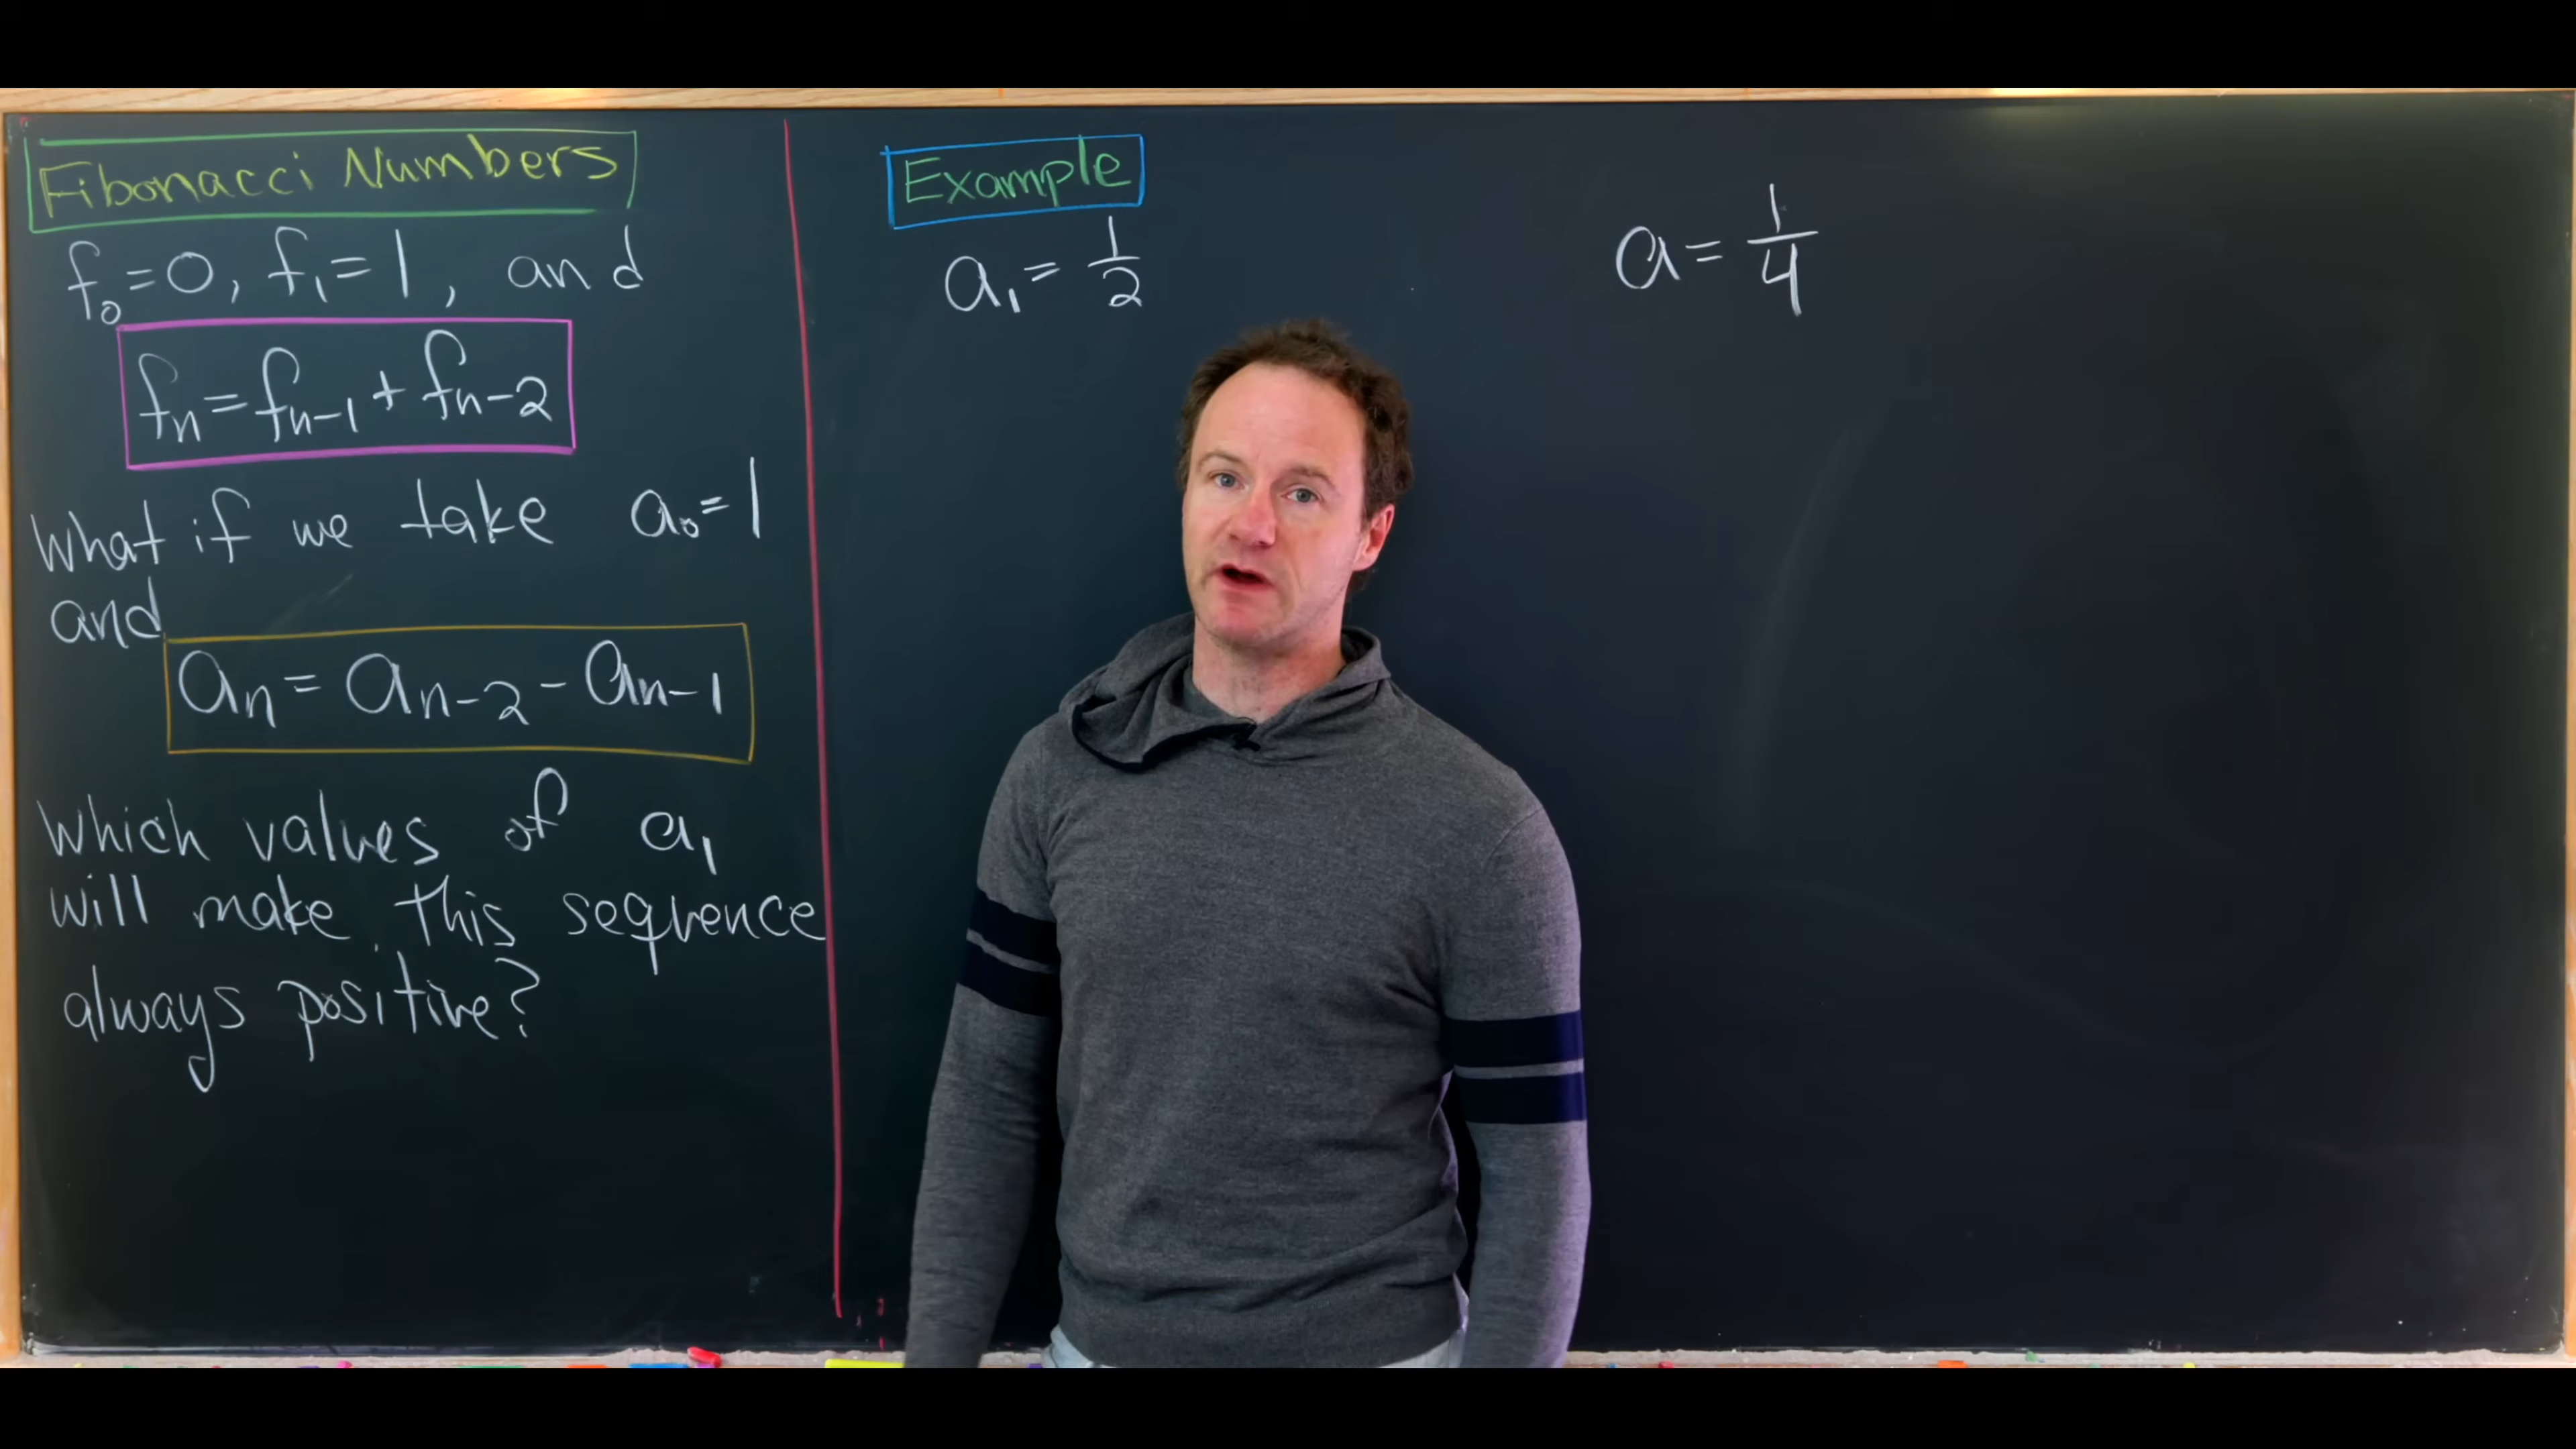 Fibonacci Numbers
f₀=0, f₁=1, and
fₙ=fₙ₋₁+fₙ₋₂
What if we take a₀=1
and
aₙ=aₙ₋₂-aₙ₋₁
Which values of a₁
will make this sequence
always positive?
Example
a₁=1/2
a=1/4